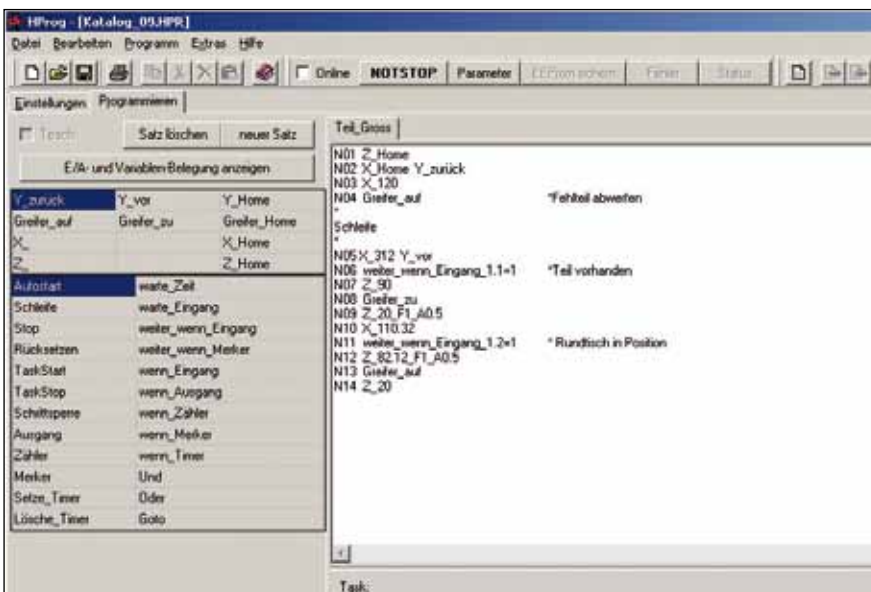 HProg - [Katalog_09.HPR]
Datei Bearbeiten Programm Extras Hilfe
Online NOTSTOP Parameter EEProm sichern Fehler Status
Einstellungen Programmieren
Teach Satz löschen neuer Satz
E/A- und Variablen-Belegung anzeigen
Y_zurück Y_vor Y_Home
Greifer_auf Greifer_zu Greifer_Home
X_ X_Home
Z_ Z_Home
Autostart warte_Zeit
Schleife warte_Eingang
Stop weiter_wenn_Eingang
Rücksetzen weiter_wenn_Merker
TaskStart wenn_Eingang
TaskStop wenn_Ausgang
Schrittsperre wenn_Zähler
Ausgang wenn_Merker
Zähler wenn_Timer
Merker Und
Setze_Timer Oder
Lösche_Timer Goto
Teil_Gross
N01 Z_Home
N02 X_Home Y_zurück
N03 X_120
N04 Greifer_auf *Fehlteil abwerfen
*
Schleife
*
N05 X_312 Y_vor
N06 weiter_wenn_Eingang_1.1=1 *Teil vorhanden
N07 Z_90
N08 Greifer_zu
N09 Z_20_F1_A0.5
N10 X_110.32
N11 weiter_wenn_Eingang_1.2=1 * Rundtisch in Position
N12 Z_82.12_F1_A0.5
N13 Greifer_auf
N14 Z_20
Task: